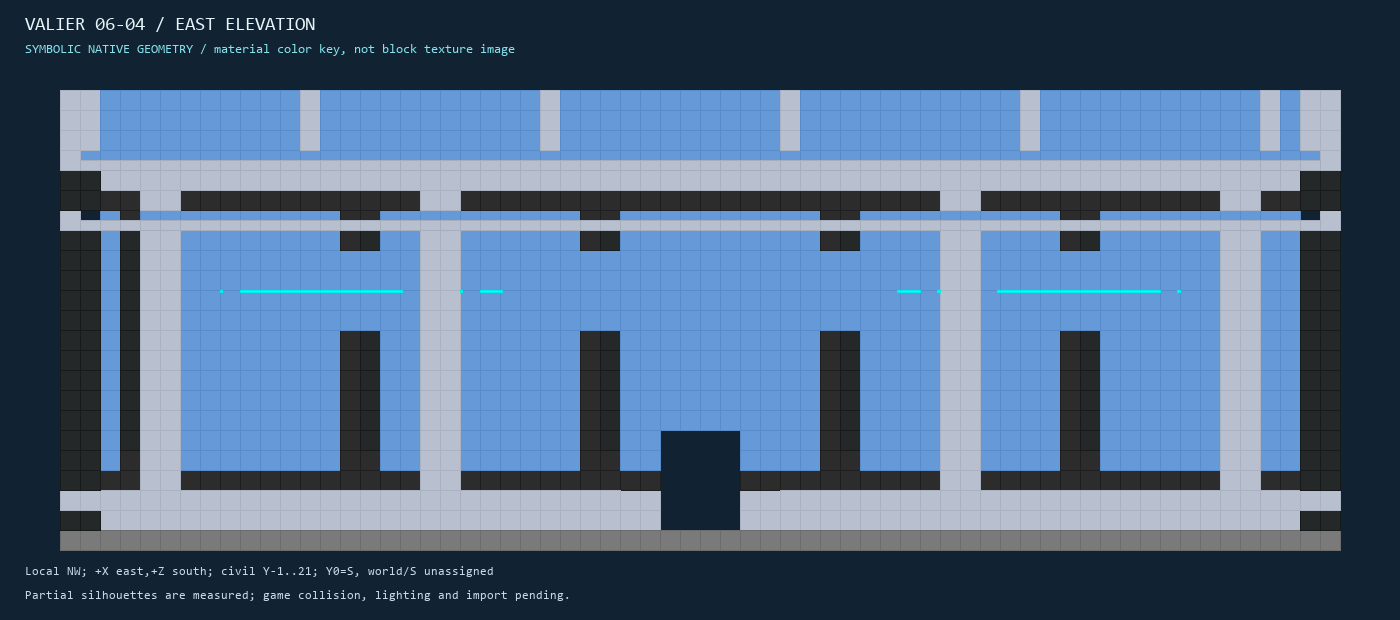 VALIER 06-04 / EAST ELEVATION
SYMBOLIC NATIVE GEOMETRY / material color key, not block texture image
Local NW; +X east,+Z south; civil Y-1..21; Y0=S, world/S unassigned
Partial silhouettes are measured; game collision, lighting and import pending.